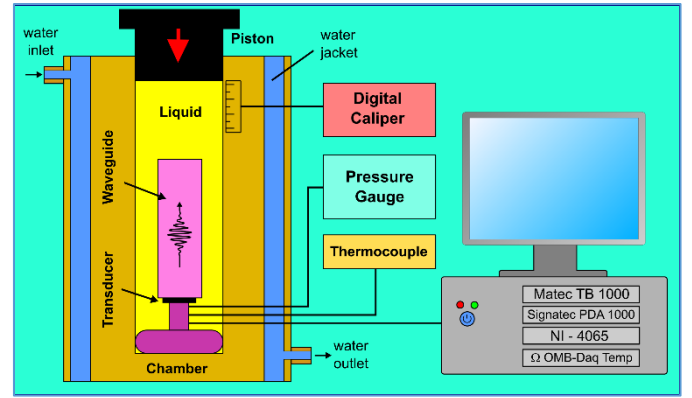 water
inlet
Piston
water
jacket
Liquid
Digital
Caliper
Waveguide
Pressure
Gauge
Thermocouple
Transducer
Matec TB 1000
Signatec PDA 1000
NI - 4065
Ω OMB-Daq Temp
water
outlet
Chamber